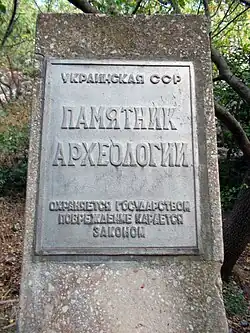 УКРАИНСКАЯ ССР
ПАМЯТНИК
АРХЕОЛОГИИ
ОХРАНЯЕТСЯ ГОСУДАРСТВОМ
ПОВРЕЖДЕНИЕ КАРАЕТСЯ
ЗАКОНОМ